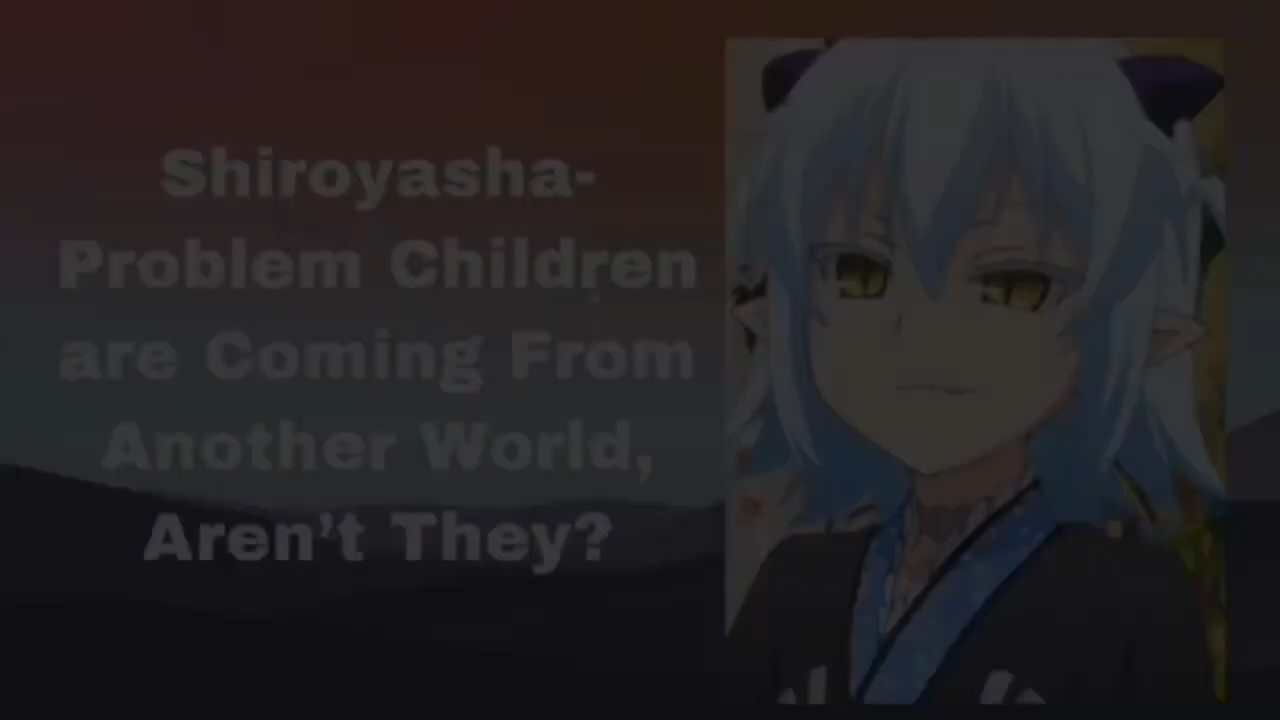 Shiroyasha-
Problem Children
are Coming From
Another World,
Aren't They?